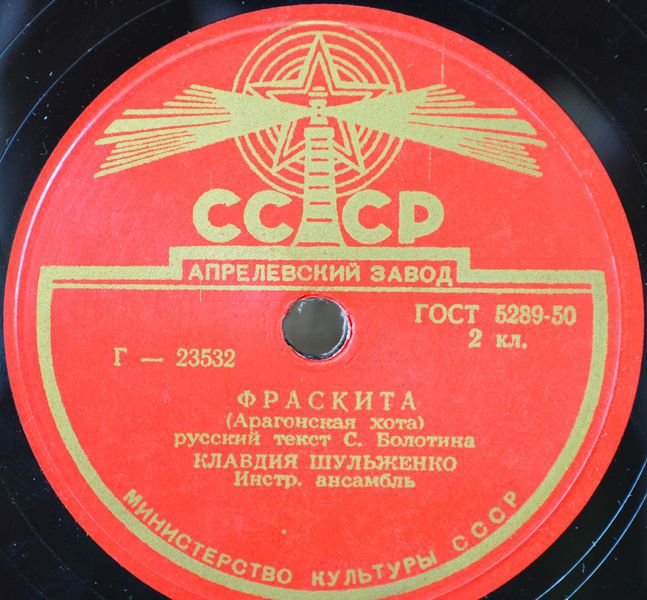 СССР
АПРЕЛЕВСКИЙ ЗАВОД
ГОСТ 5289-50
2 кл.
Г — 23532
ФРАСКИТА
(Арагонская хота)
русский текст С. Болотина
КЛАВДИЯ ШУЛЬЖЕНКО
Инстр. ансамбль
МИНИСТЕРСТВО КУЛЬТУРЫ СССР